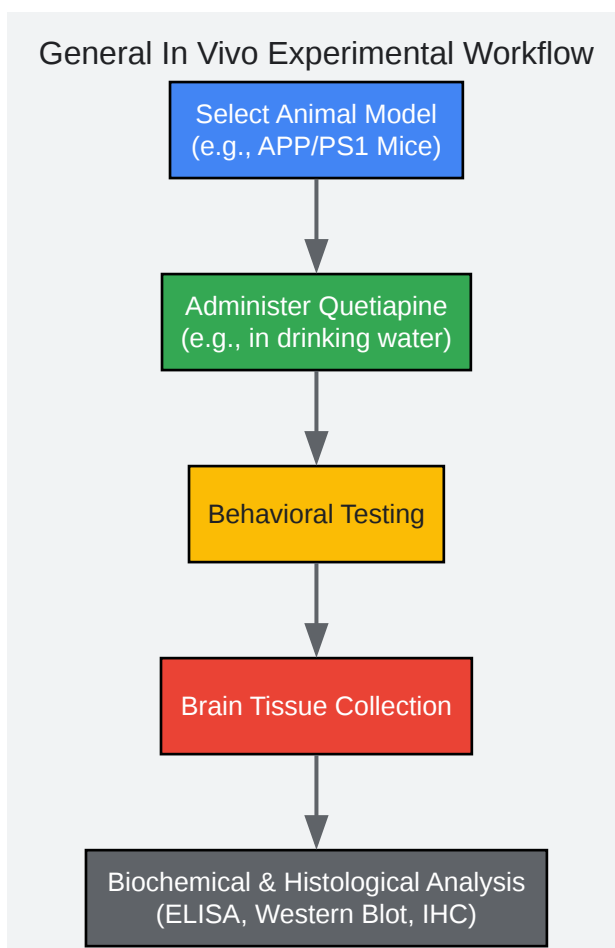 General In Vivo Experimental Workflow
Select Animal Model
(e.g., APP/PS1 Mice)
Administer Quetiapine
(e.g., in drinking water)
Behavioral Testing
Brain Tissue Collection
Biochemical & Histological Analysis
(ELISA, Western Blot, IHC)